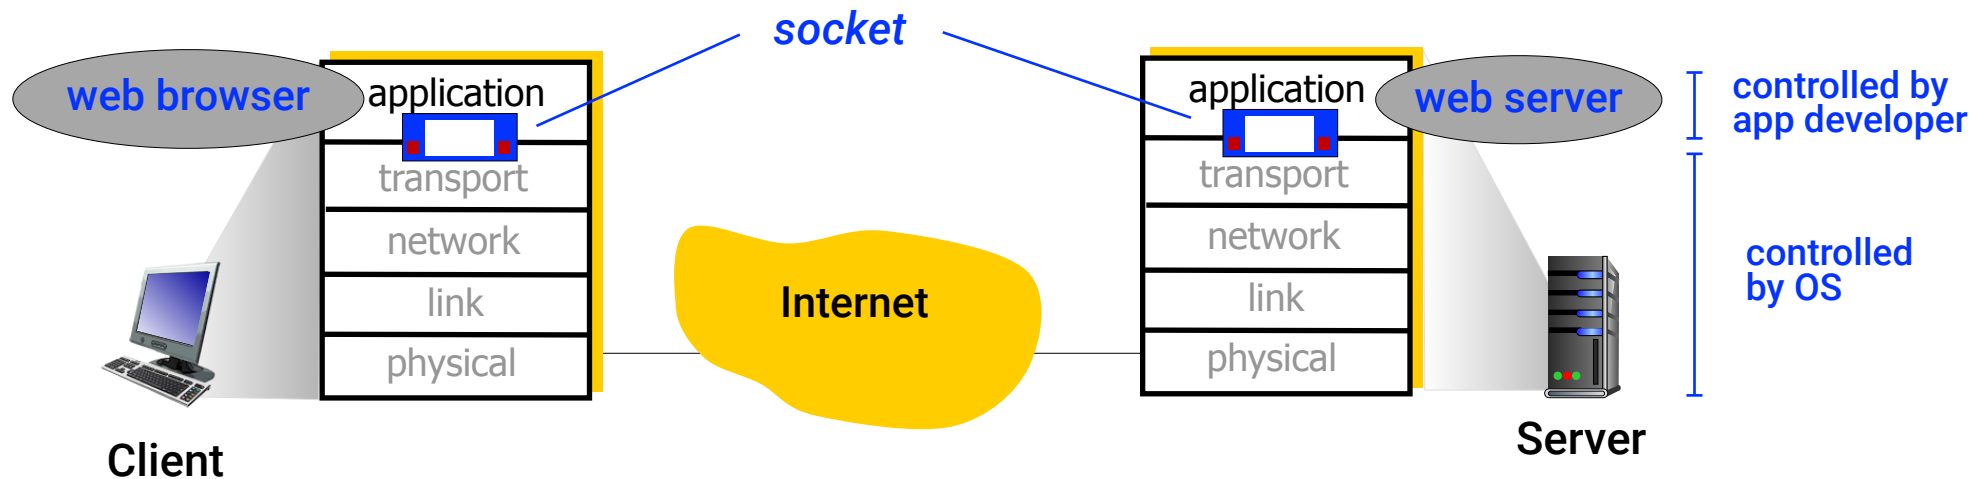 socket
web browser
application
transport
network
link
physical
Client
Internet
application
transport
network
link
physical
web server
Server
controlled by
app developer
controlled
by OS